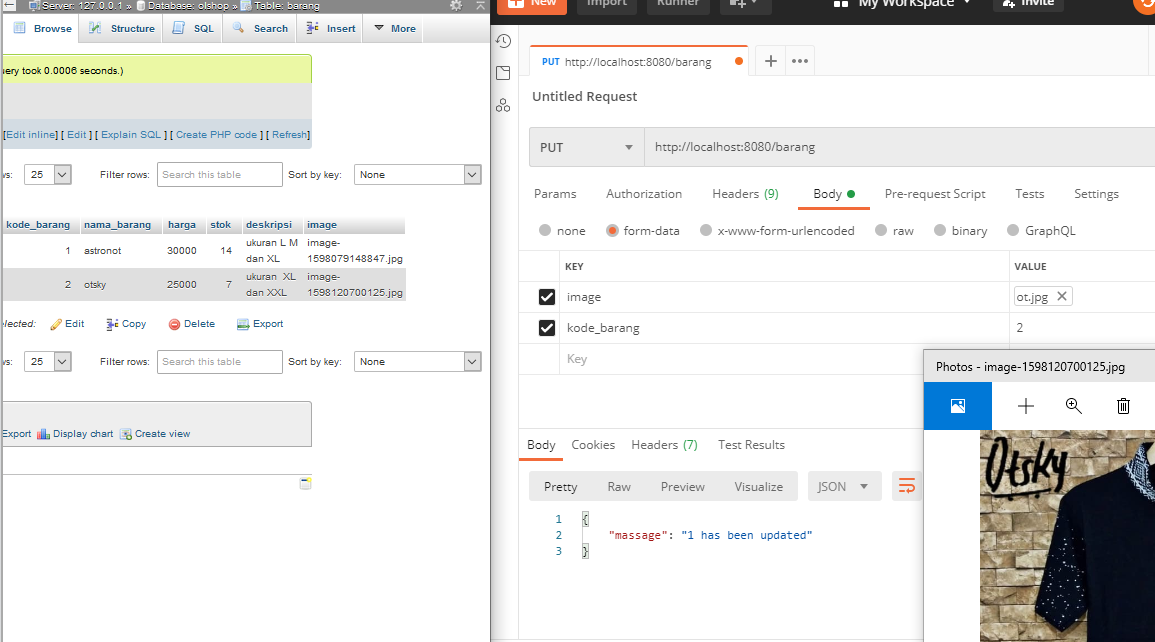 Server: 127.0.0.1 » Database: olshop » Table: barang
Browse Structure SQL Search Insert More
uery took 0.0006 seconds.)
[Edit inline] [ Edit ] [ Explain SQL ] [ Create PHP code ] [ Refresh]
ws: 25 Filter rows: Search this table Sort by key: None
kode_barang nama_barang harga stok deskripsi image
1 astronot 30000 14 ukuran L M dan XL image-1598079148847.jpg
2 otsky 25000 7 ukuran XL dan XXL image-1598120700125.jpg
elected: Edit Copy Delete Export
ws: 25 Filter rows: Search this table Sort by key: None
Export Display chart Create view
New Import Runner My Workspace Invite
PUT http://localhost:8080/barang + •••
Untitled Request
PUT http://localhost:8080/barang
Params Authorization Headers (9) Body Pre-request Script Tests Settings
none form-data x-www-form-urlencoded raw binary GraphQL
KEY VALUE
image ot.jpg ✕
kode_barang 2
Key
Photos - image-1598120700125.jpg
Otsky
Body Cookies Headers (7) Test Results
Pretty Raw Preview Visualize JSON
1 {
2 "massage": "1 has been updated"
3 }